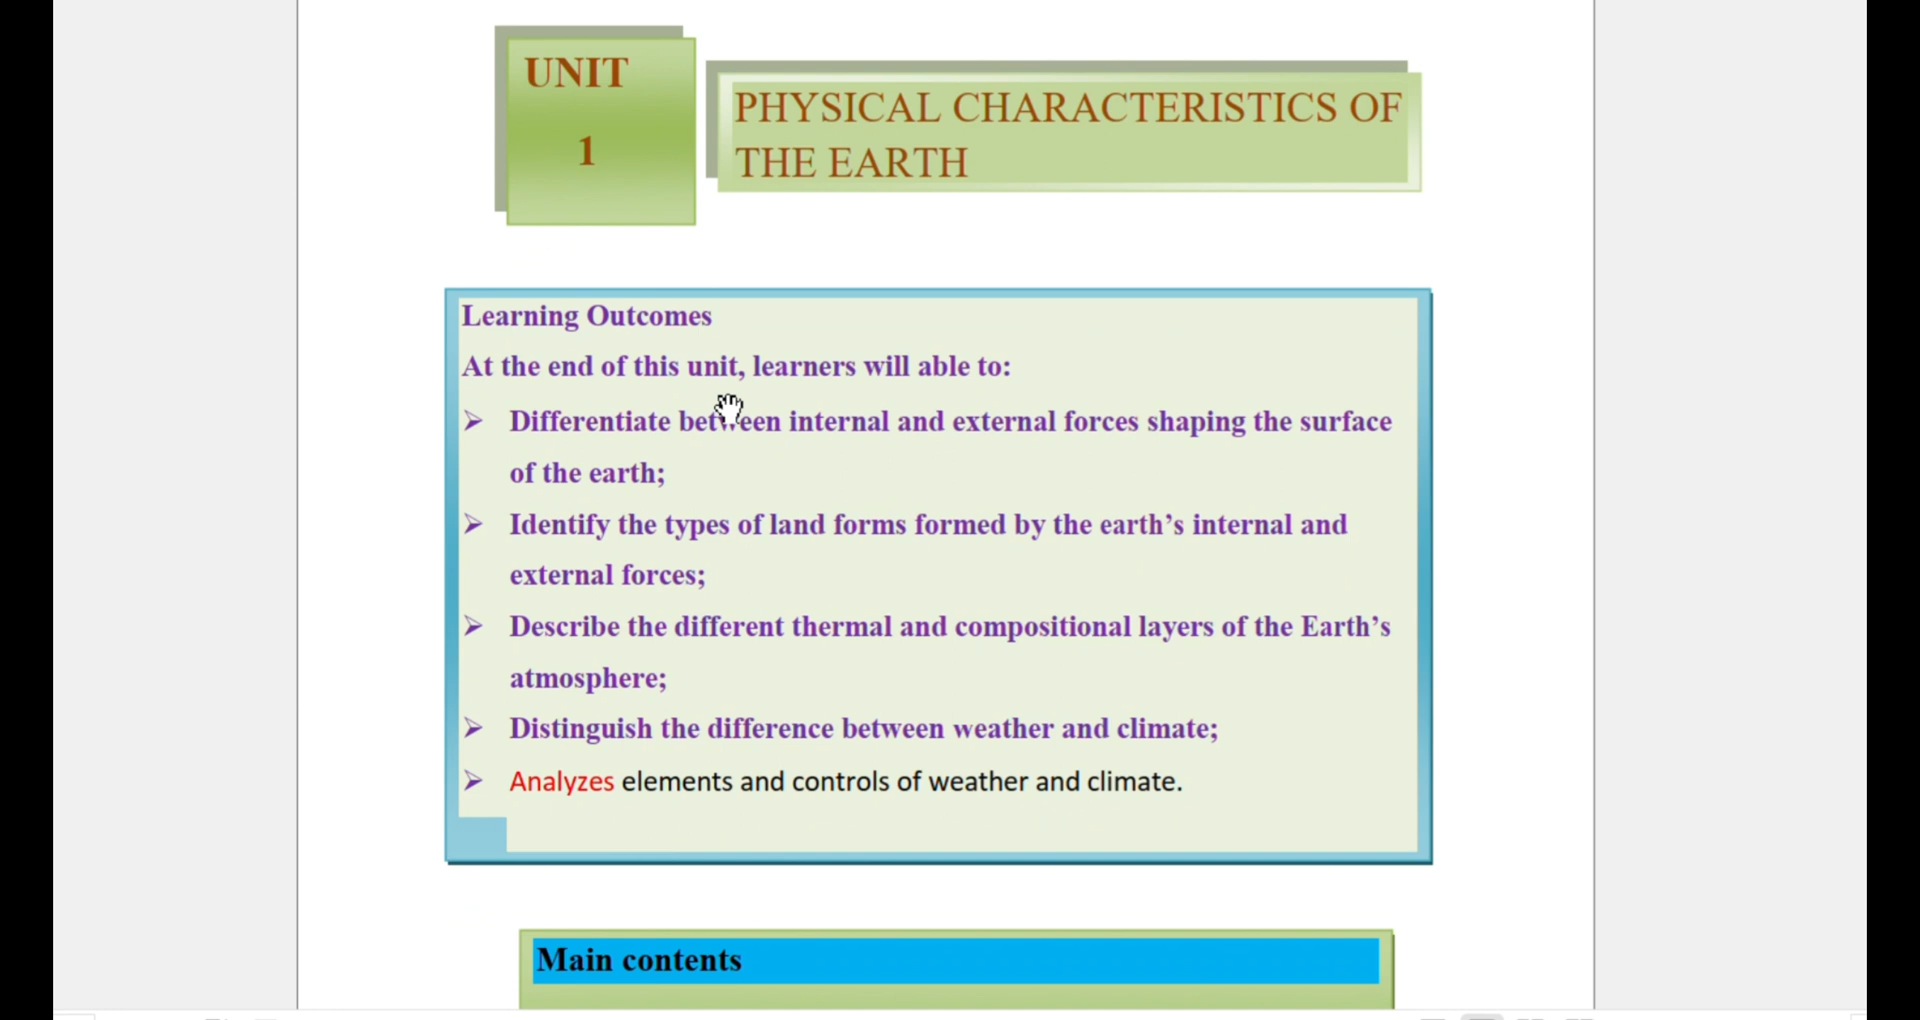 UNIT
1
PHYSICAL CHARACTERISTICS OF
THE EARTH
Learning Outcomes
At the end of this unit, learners will able to:
➢ Differentiate between internal and external forces shaping the surface
of the earth;
➢ Identify the types of land forms formed by the earth’s internal and
external forces;
➢ Describe the different thermal and compositional layers of the Earth’s
atmosphere;
➢ Distinguish the difference between weather and climate;
➢ Analyzes elements and controls of weather and climate.
Main contents